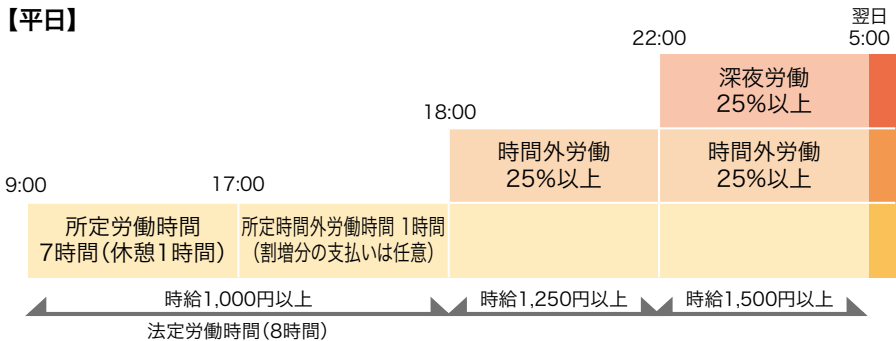 【平日】
翌日
22:00
5:00
深夜労働
25%以上
18:00
時間外労働
25%以上
時間外労働
25%以上
9:00
17:00
所定労働時間
7時間(休憩1時間)
所定時間外労働時間 1時間
(割増分の支払いは任意)
時給1,000円以上
時給1,250円以上
時給1,500円以上
法定労働時間(8時間)